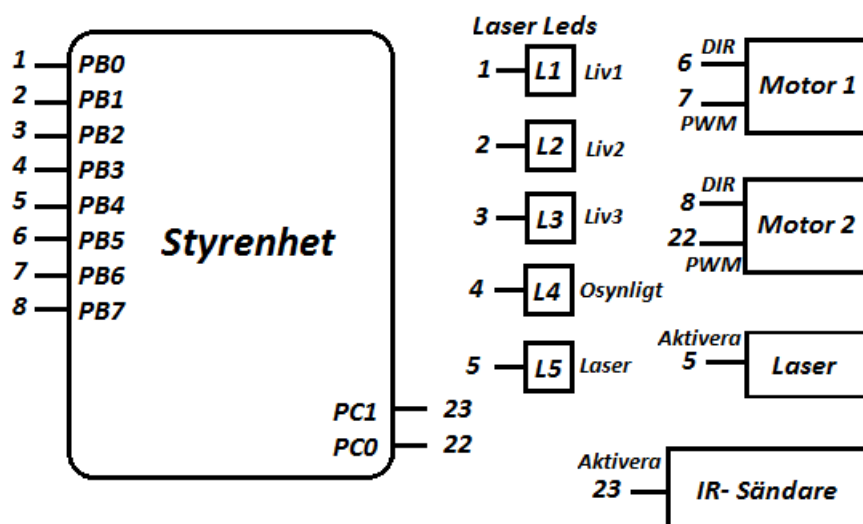 1 PB0
2 PB1
3 PB2
4 PB3
5 PB4
6 PB5
7 PB6
8 PB7
Styrenhet
PC1 23
PC0 22
Laser Leds
1 L1 Liv1
2 L2 Liv2
3 L3 Liv3
4 L4 Osynligt
5 L5 Laser
DIR
6
7
PWM
Motor 1
DIR
8
22
PWM
Motor 2
Aktivera
5
Laser
Aktivera
23
IR- Sändare